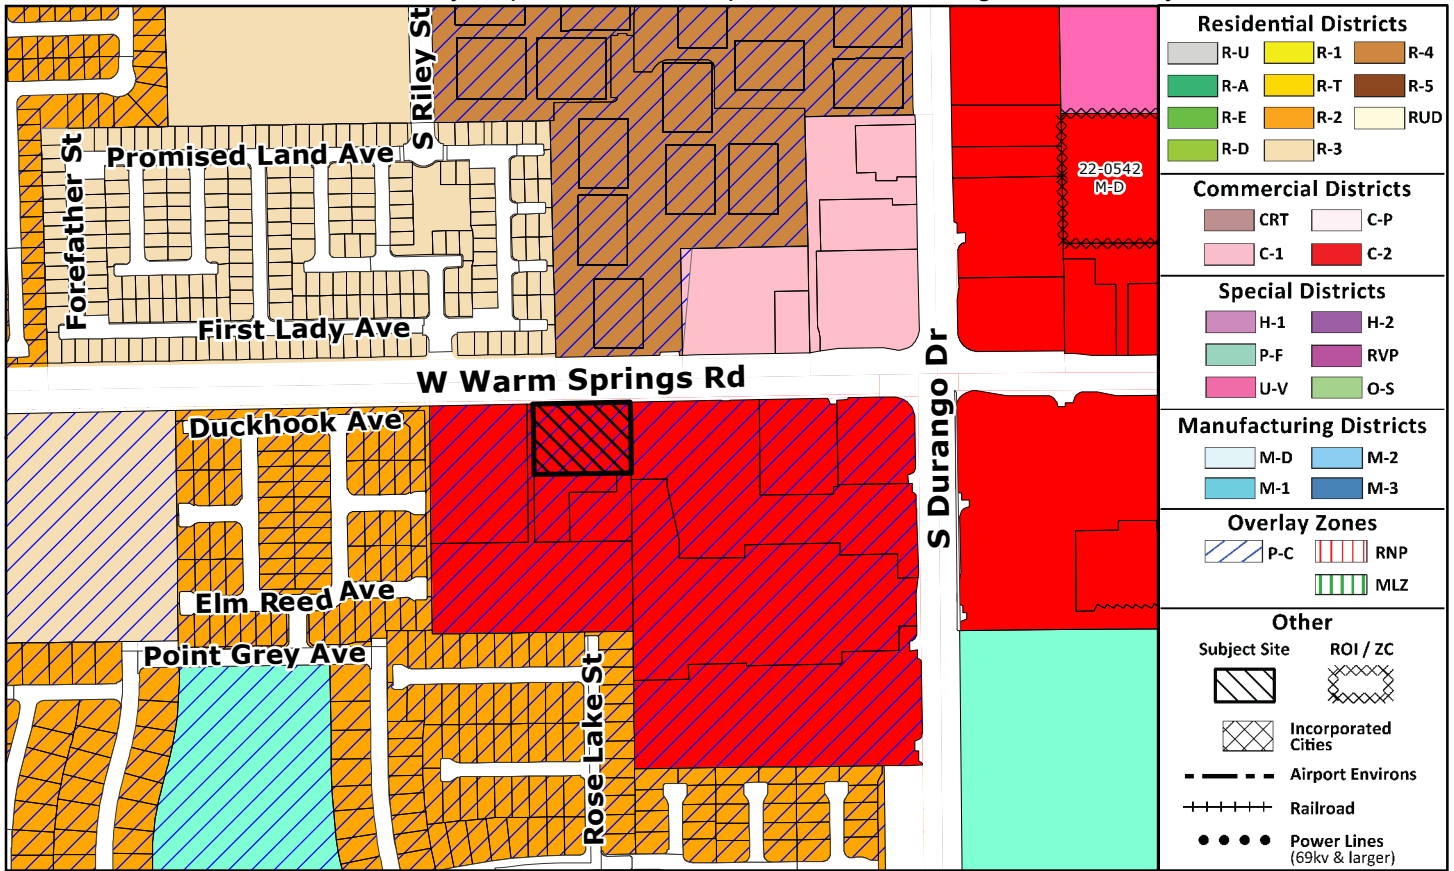 S Riley St
Promised Land Ave
Forefather St
First Lady Ave
22-0542
M-D
W Warm Springs Rd
S Durango Dr
Duckhook Ave
Elm Reed Ave
Point Grey Ave
Rose Lake St
Residential Districts
R-U
R-1
R-4
R-A
R-T
R-5
R-E
R-2
RUD
R-D
R-3
Commercial Districts
CRT
C-P
C-1
C-2
Special Districts
H-1
H-2
P-F
RVP
U-V
O-S
Manufacturing Districts
M-D
M-2
M-1
M-3
Overlay Zones
P-C
RNP
MLZ
Other
Subject Site
ROI / ZC
Incorporated
Cities
Airport Environs
Railroad
Power Lines
(69kv & larger)